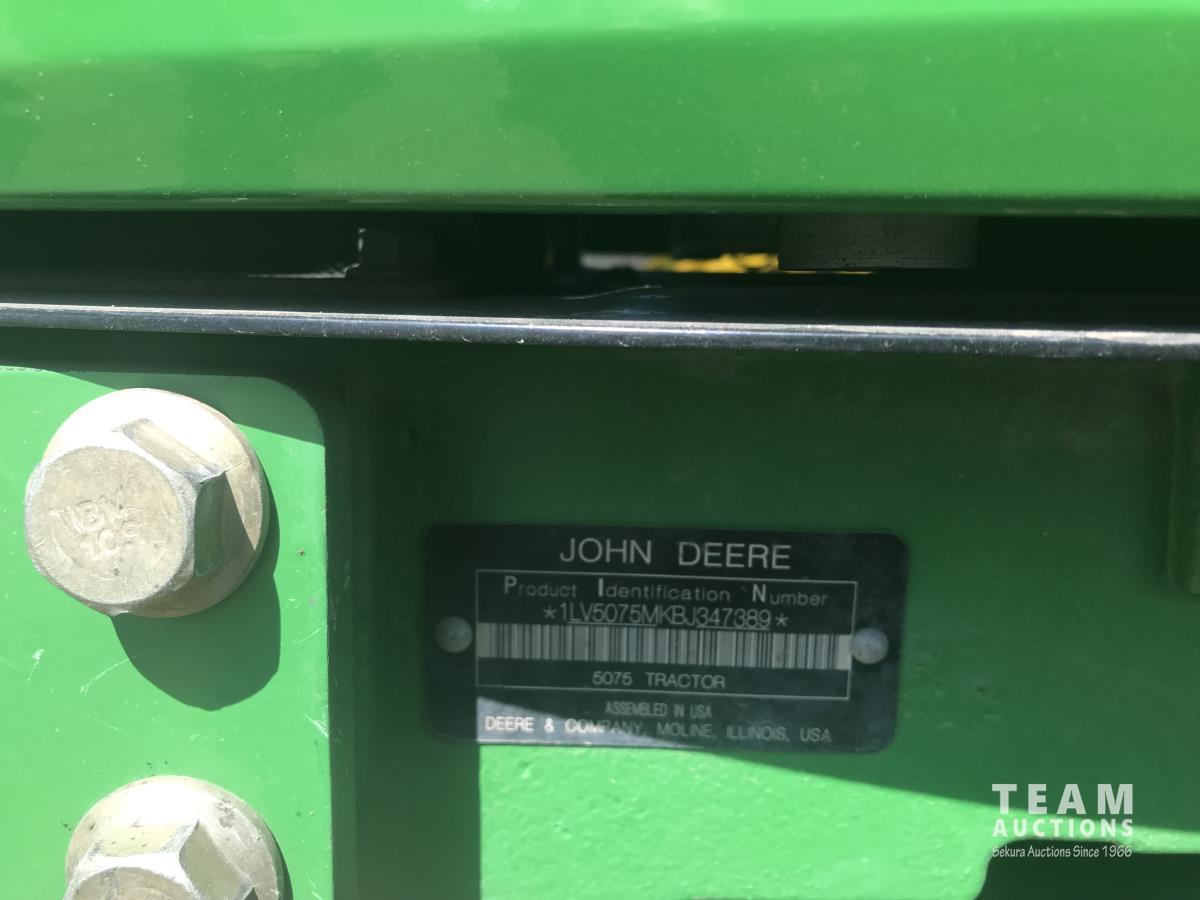 JOHN DEERE
Product Identification Number
*1LV5075MKBJ347389*
5075 TRACTOR
ASSEMBLED IN USA
DEERE & COMPANY, MOLINE, ILLINOIS, USA
TEAM
AUCTIONS
Sekura Auctions Since 1966